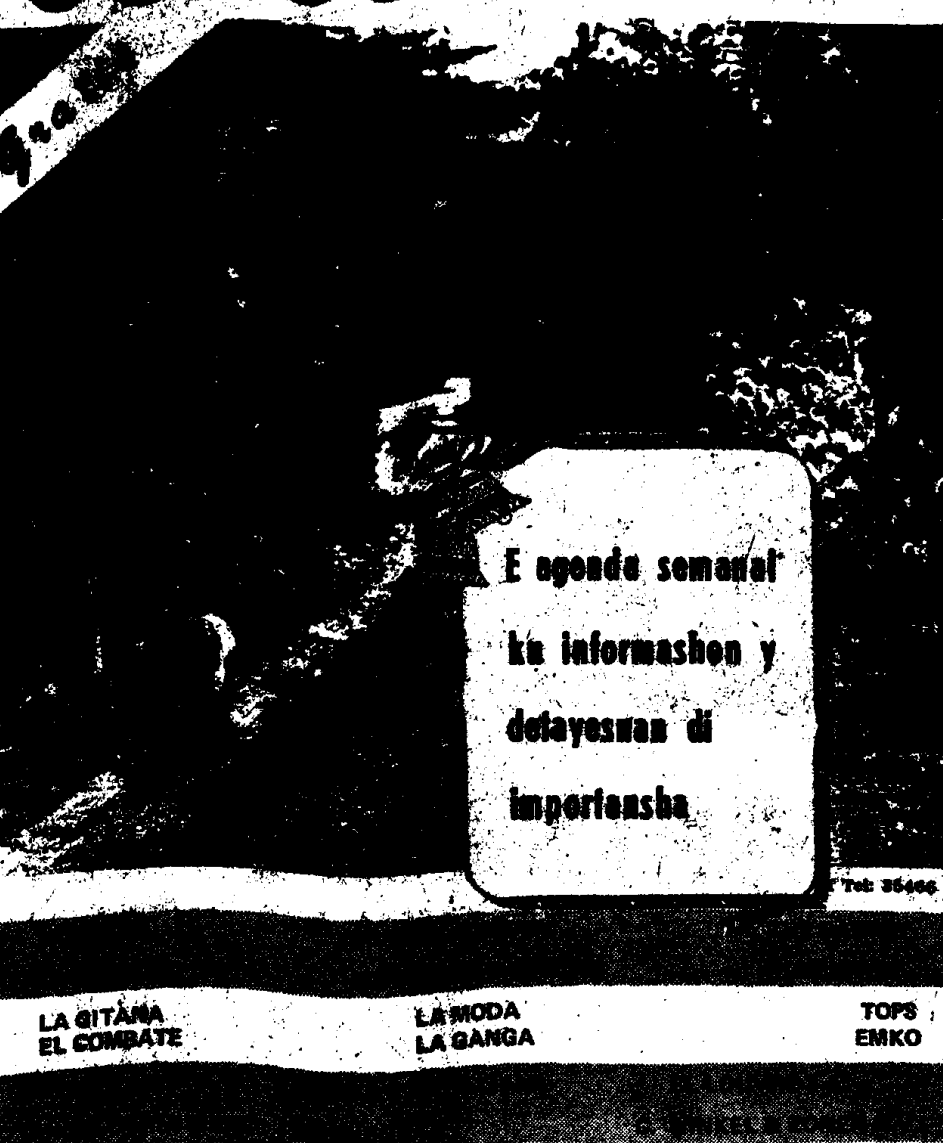 E agenda semanal
ku informashon y
detayesnan di
importansha
Tel: 35466
LA GITANA
EL COMBATE
LA MODA
LA GANGA
TOPS
EMKO